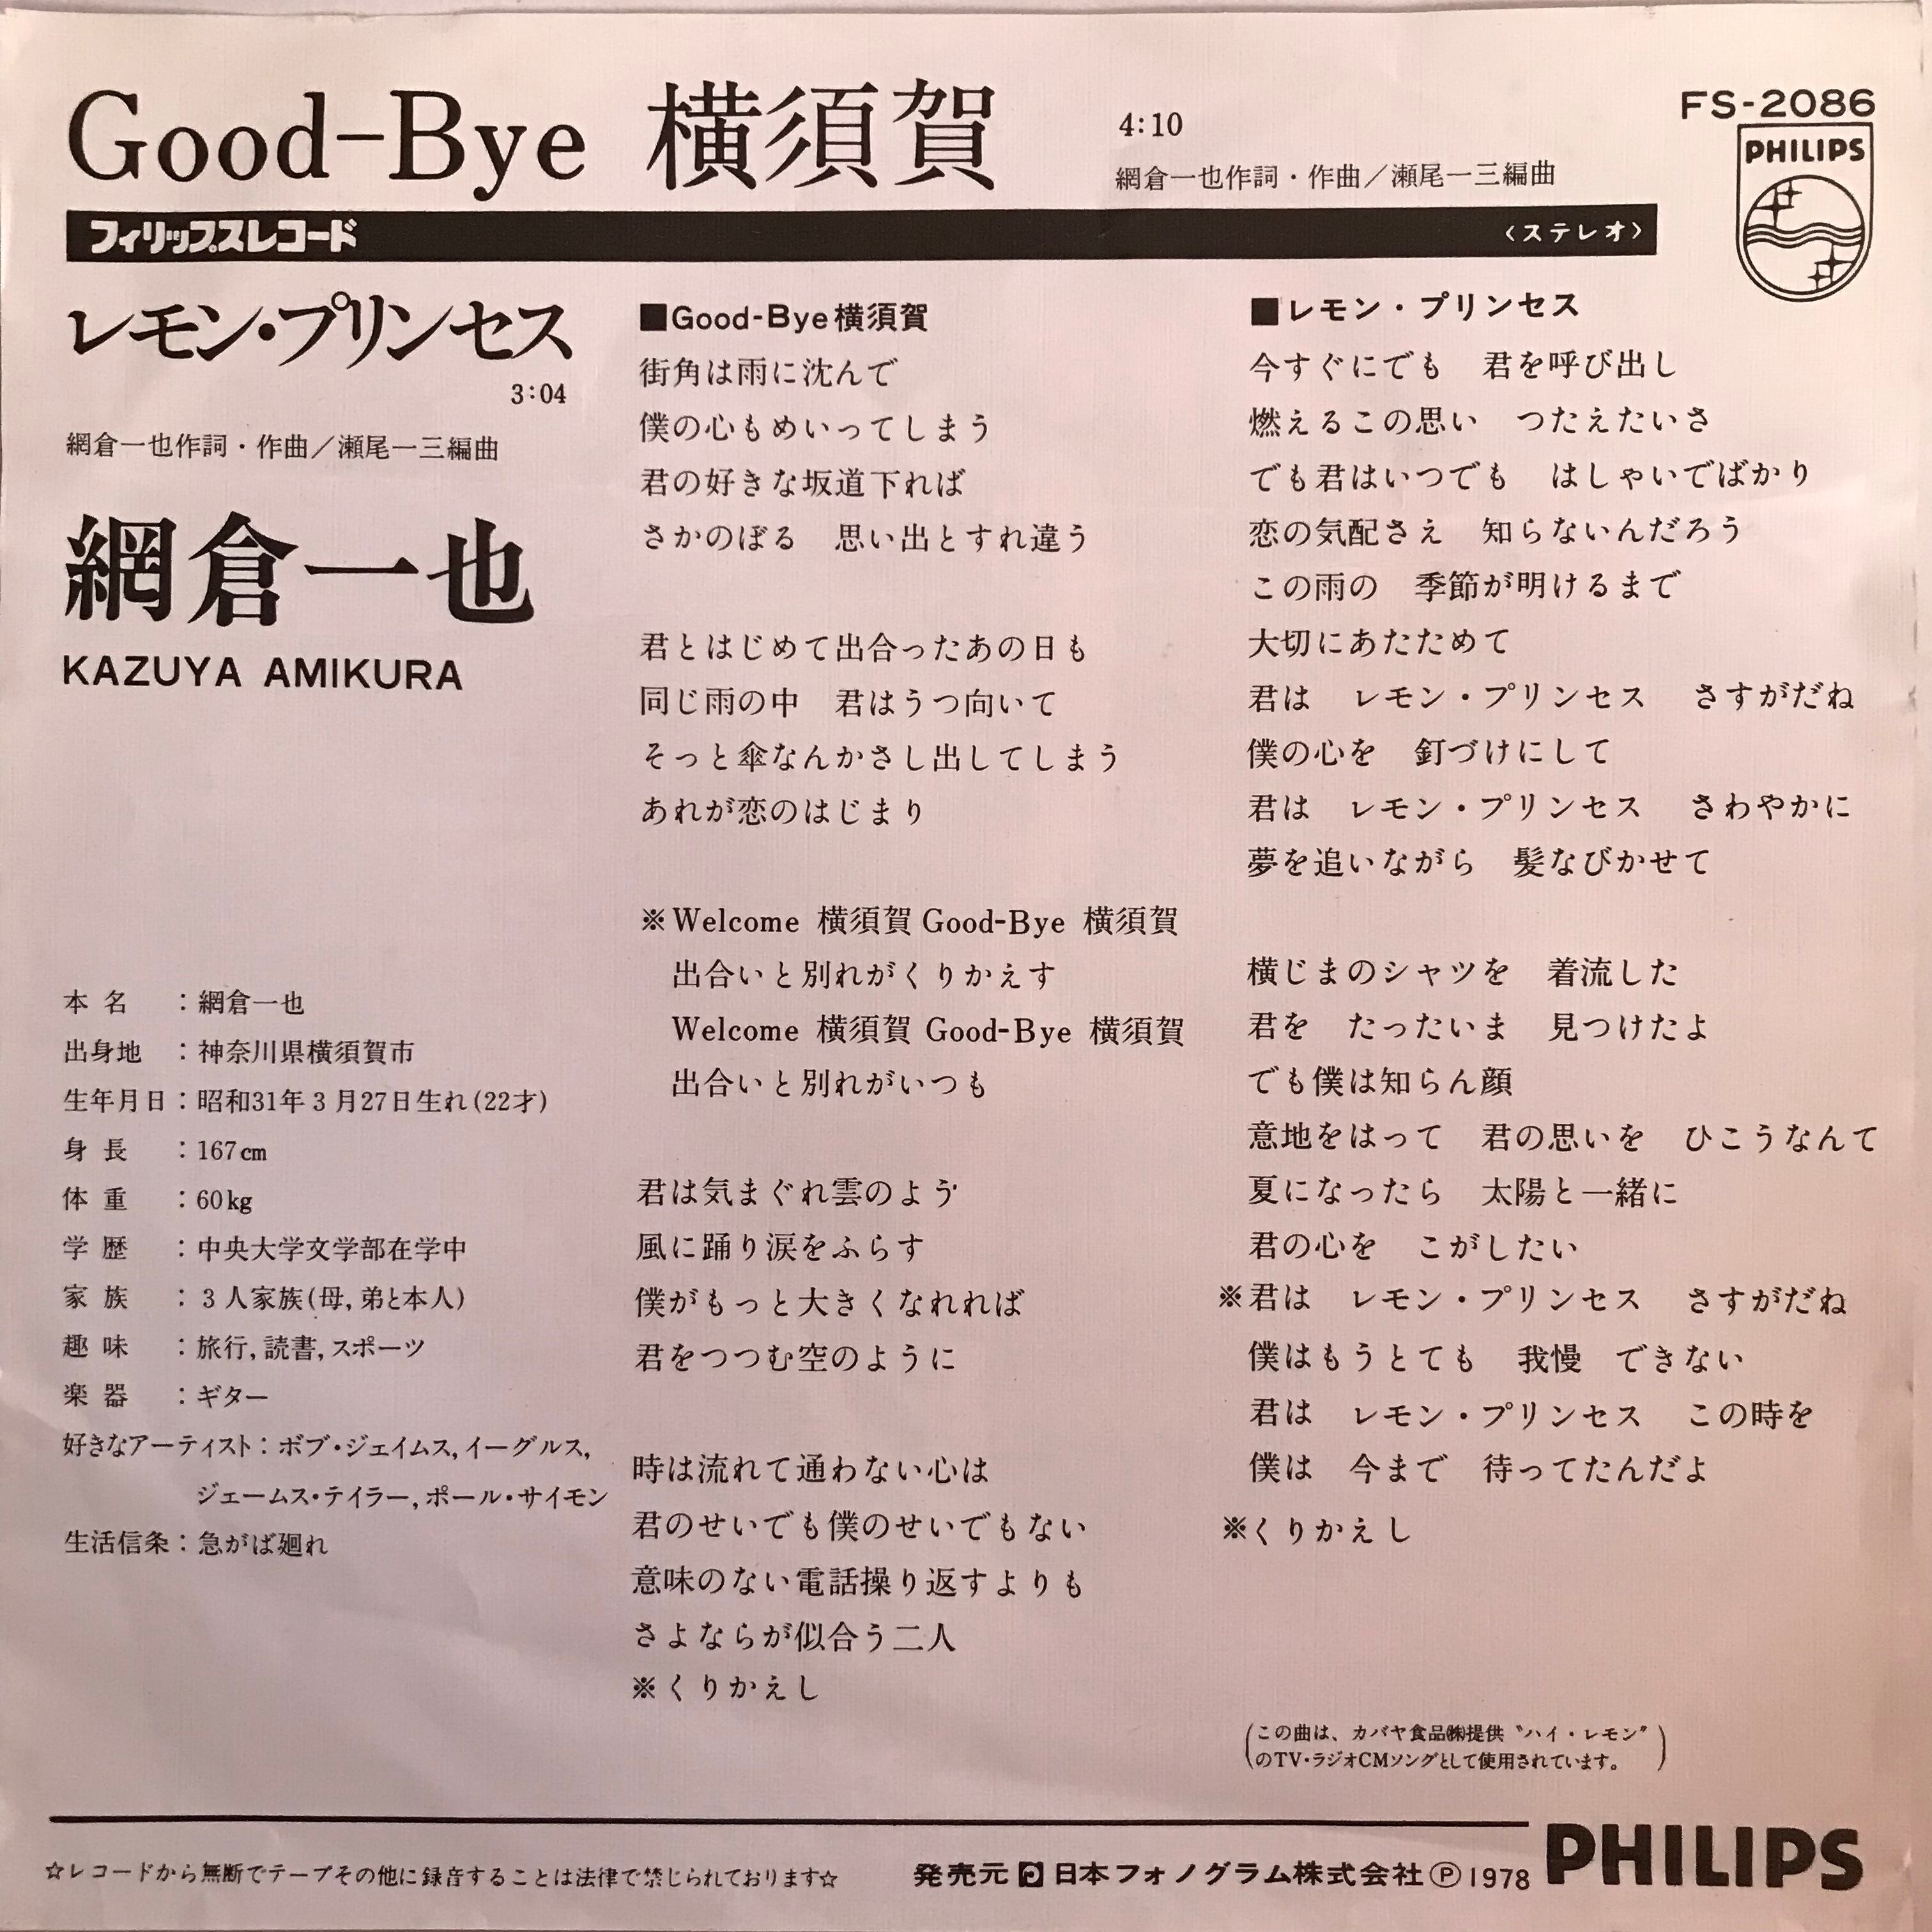 Good-Bye 横須賀
4:10
網倉一也作詞・作曲／瀬尾一三編曲
FS-2086
PHILIPS
フィリップスレコード
〈ステレオ〉
レモン・プリンセス
3:04
網倉一也作詞・作曲／瀬尾一三編曲
網倉一也
KAZUYA AMIKURA
本名：網倉一也
出身地：神奈川県横須賀市
生年月日：昭和31年3月27日生れ(22才)
身長：167cm
体重：60kg
学歴：中央大学文学部在学中
家族：3人家族(母,弟と本人)
趣味：旅行,読書,スポーツ
楽器：ギター
好きなアーティスト：ボブ・ジェイムス,イーグルス,
ジェームス・テイラー,ポール・サイモン
生活信条：急がば廻れ
■Good-Bye横須賀
街角は雨に沈んで
僕の心もめいってしまう
君の好きな坂道下れば
さかのぼる　思い出とすれ違う
君とはじめて出合ったあの日も
同じ雨の中　君はうつ向いて
そっと傘なんかさし出してしまう
あれが恋のはじまり
※Welcome 横須賀 Good-Bye 横須賀
出合いと別れがくりかえす
Welcome 横須賀 Good-Bye 横須賀
出合いと別れがいつも
君は気まぐれ雲のよう
風に踊り涙をふらす
僕がもっと大きくなれれば
君をつつむ空のように
時は流れて通わない心は
君のせいでも僕のせいでもない
意味のない電話操り返すよりも
さよならが似合う二人
※くりかえし
■レモン・プリンセス
今すぐにでも　君を呼び出し
燃えるこの思い　つたえたいさ
でも君はいつでも　はしゃいでばかり
恋の気配さえ　知らないんだろう
この雨の　季節が明けるまで
大切にあたためて
君は　レモン・プリンセス　さすがだね
僕の心を　釘づけにして
君は　レモン・プリンセス　さわやかに
夢を追いながら　髪なびかせて
横じまのシャツを　着流した
君を　たったいま　見つけたよ
でも僕は知らん顔
意地をはって　君の思いを　ひこうなんて
夏になったら　太陽と一緒に
君の心を　こがしたい
※君は　レモン・プリンセス　さすがだね
僕はもうとても　我慢　できない
君は　レモン・プリンセス　この時を
僕は　今まで　待ってたんだよ
※くりかえし
(この曲は、カバヤ食品㈱提供〝ハイ・レモン〟
のTV・ラジオCMソングとして使用されています。)
☆レコードから無断でテープその他に録音することは法律で禁じられております☆
発売元 日本フォノグラム株式会社 Ⓟ1978
PHILIPS